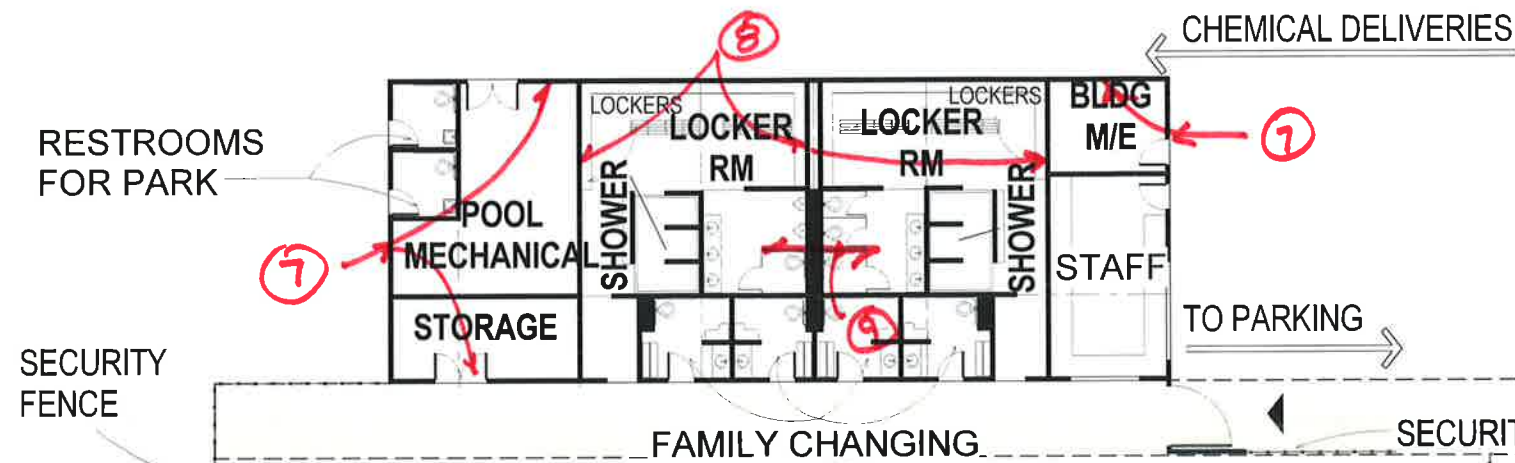 CHEMICAL DELIVERIES
8
RESTROOMS
FOR PARK
LOCKERS
LOCKER
RM
LOCKERS
LOCKER
RM
BLDG
M/E
7
SHOWER
POOL
MECHANICAL
7
SHOWER
STAFF
STORAGE
9
TO PARKING
SECURITY
FENCE
FAMILY CHANGING